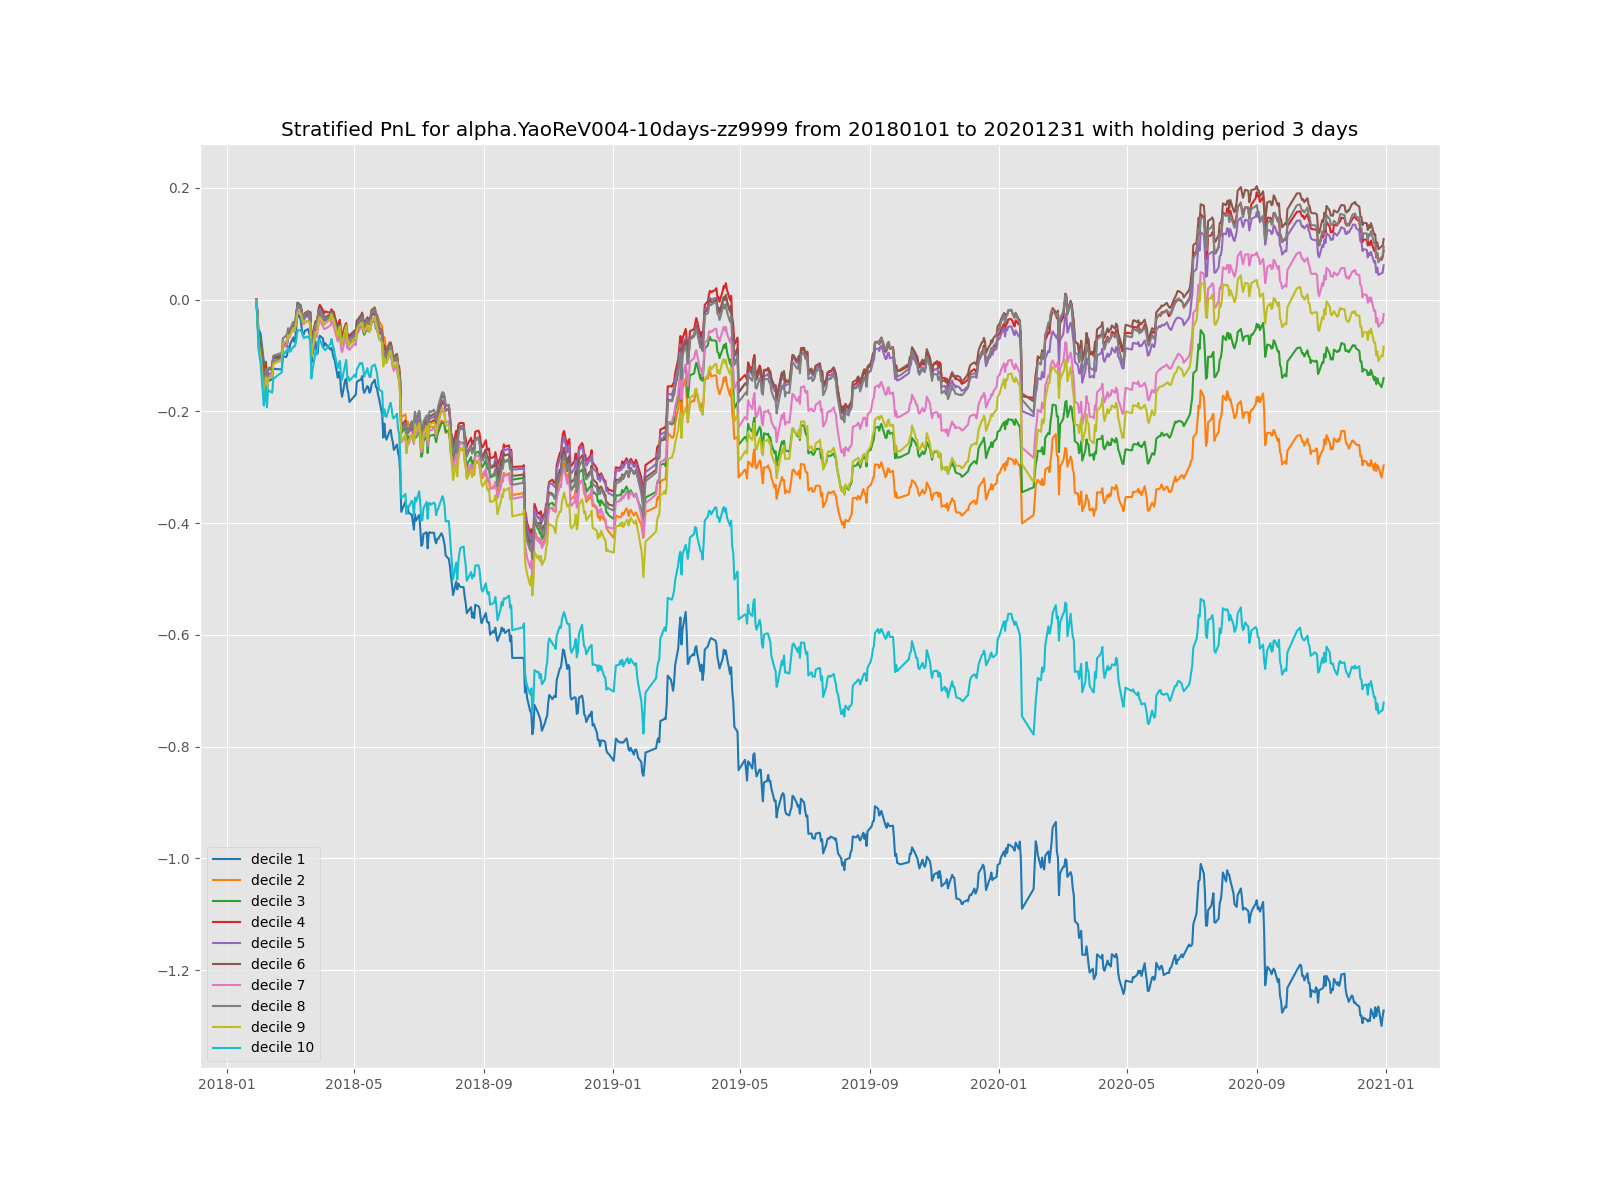 Stratified PnL for alpha.YaoReV004-10days-zz9999 from 20180101 to 20201231 with holding period 3 days
0.2
0.0
−0.2
−0.4
−0.6
−0.8
−1.0
−1.2
decile 1
decile 2
decile 3
decile 4
decile 5
decile 6
decile 7
decile 8
decile 9
decile 10
2018-01 2018-05 2018-09 2019-01 2019-05 2019-09 2020-01 2020-05 2020-09 2021-01